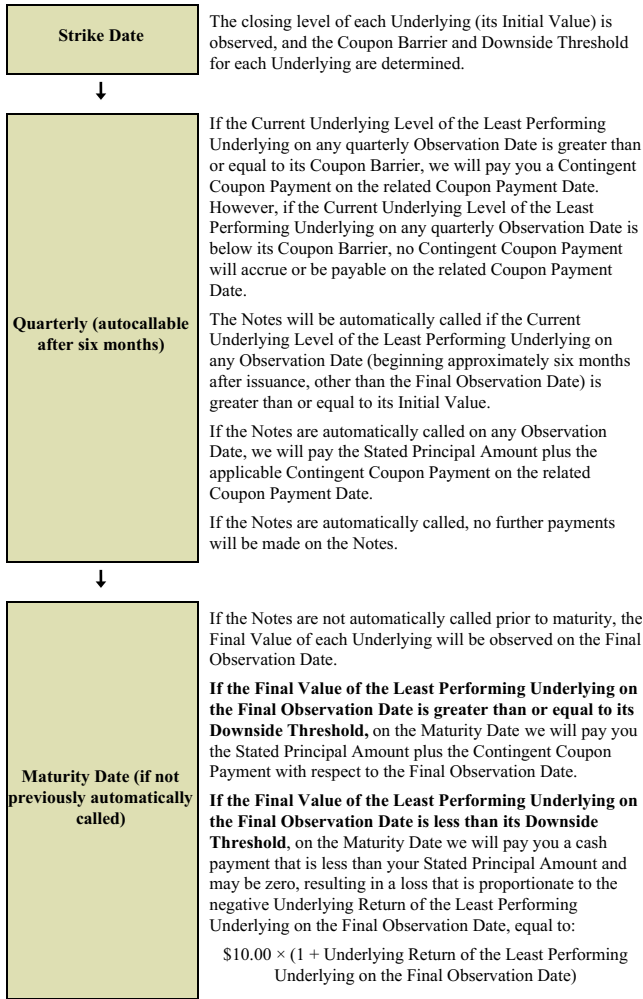 Strike Date
The closing level of each Underlying (its Initial Value) is
observed, and the Coupon Barrier and Downside Threshold
for each Underlying are determined.
Quarterly (autocallable
after six months)
If the Current Underlying Level of the Least Performing
Underlying on any quarterly Observation Date is greater than
or equal to its Coupon Barrier, we will pay you a Contingent
Coupon Payment on the related Coupon Payment Date.
However, if the Current Underlying Level of the Least
Performing Underlying on any quarterly Observation Date is
below its Coupon Barrier, no Contingent Coupon Payment
will accrue or be payable on the related Coupon Payment
Date.
The Notes will be automatically called if the Current
Underlying Level of the Least Performing Underlying on
any Observation Date (beginning approximately six months
after issuance, other than the Final Observation Date) is
greater than or equal to its Initial Value.
If the Notes are automatically called on any Observation
Date, we will pay the Stated Principal Amount plus the
applicable Contingent Coupon Payment on the related
Coupon Payment Date.
If the Notes are automatically called, no further payments
will be made on the Notes.
Maturity Date (if not
previously automatically
called)
If the Notes are not automatically called prior to maturity, the
Final Value of each Underlying will be observed on the Final
Observation Date.
If the Final Value of the Least Performing Underlying on
the Final Observation Date is greater than or equal to its
Downside Threshold, on the Maturity Date we will pay you
the Stated Principal Amount plus the Contingent Coupon
Payment with respect to the Final Observation Date.
If the Final Value of the Least Performing Underlying on
the Final Observation Date is less than its Downside
Threshold, on the Maturity Date we will pay you a cash
payment that is less than your Stated Principal Amount and
may be zero, resulting in a loss that is proportionate to the
negative Underlying Return of the Least Performing
Underlying on the Final Observation Date, equal to:
$10.00 × (1 + Underlying Return of the Least Performing
Underlying on the Final Observation Date)